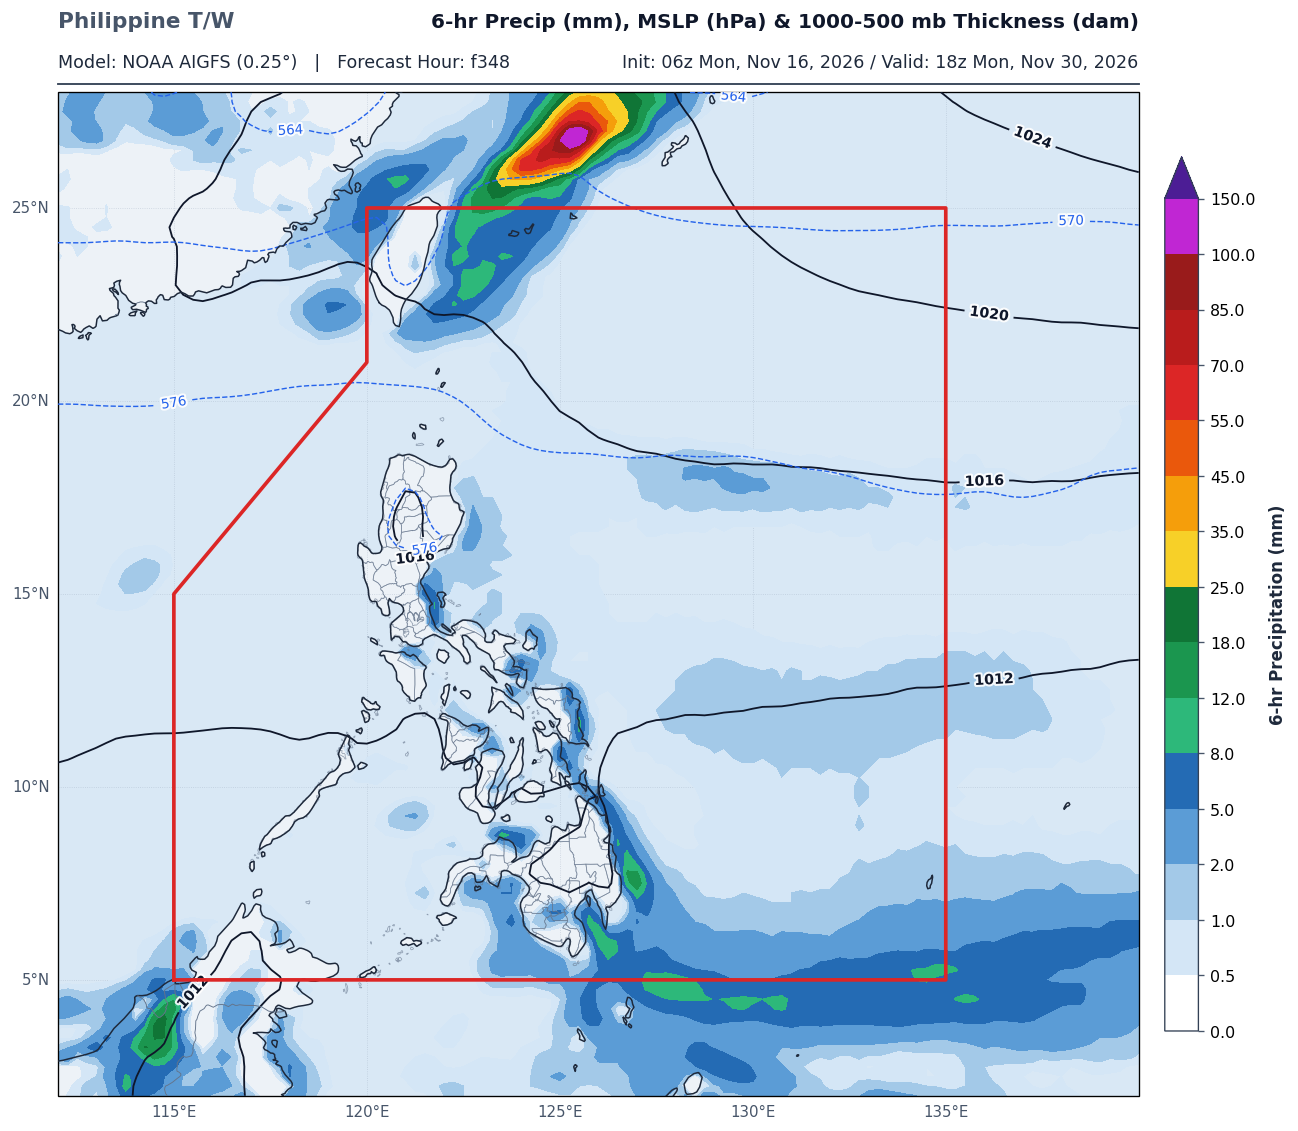 Philippine T/W
6-hr Precip (mm), MSLP (hPa) & 1000-500 mb Thickness (dam)
Model: NOAA AIGFS (0.25°) | Forecast Hour: f348
Init: 06z Mon, Nov 16, 2026 / Valid: 18z Mon, Nov 30, 2026
564
564
1024
570
25°N
1020
20°N
576
1016
576
1016
15°N
1012
10°N
5°N
1012
115°E
120°E
125°E
130°E
135°E
150.0
100.0
85.0
70.0
55.0
45.0
35.0
25.0
18.0
12.0
8.0
5.0
2.0
1.0
0.5
0.0
6-hr Precipitation (mm)